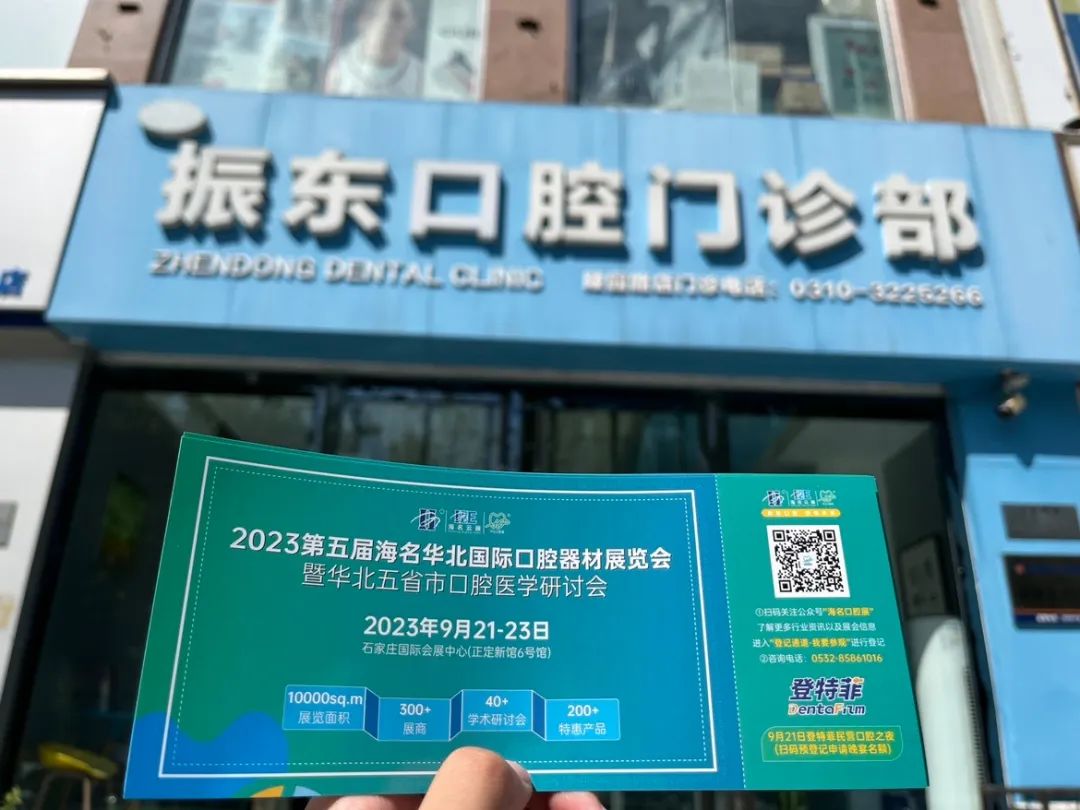 振东口腔门诊部
ZHENDONG DENTAL CLINIC
店门诊电话：0310-3225266
店
海名云展
2023第五届海名华北国际口腔器材展览会
暨华北五省市口腔医学研讨会
2023年9月21-23日
石家庄国际会展中心(正定新馆6号馆)
10000sq.m
展览面积
300+
展商
40+
学术研讨会
200+
特惠产品
①扫码关注公众号"海名口腔展"
了解更多行业资讯以及展会信息
进入"登记通道-我要参观"进行登记
②咨询电话：0532-85861016
登特菲
DentaFilm
9月21日登特菲民营口腔之夜
(扫码预登记申请晚宴名额)